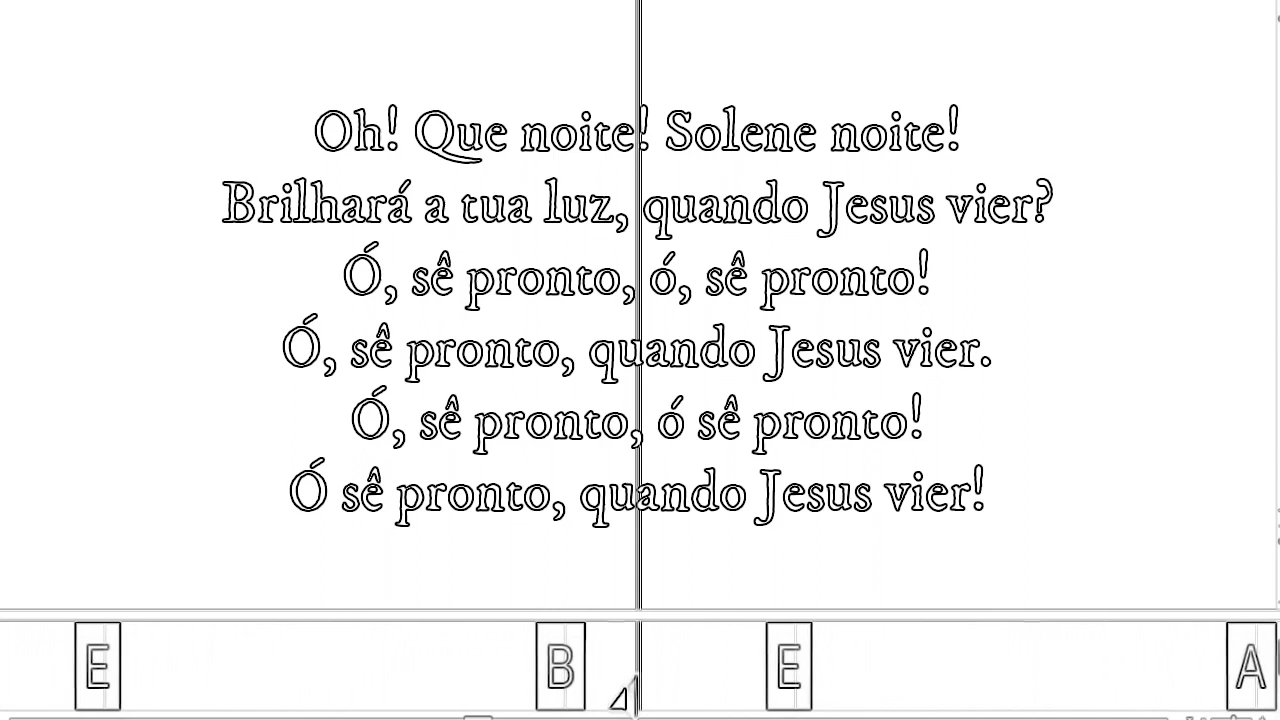 Oh! Que noite! Solene noite!
Brilhará a tua luz, quando Jesus vier?
Ó, sê pronto, ó, sê pronto!
Ó, sê pronto, quando Jesus vier.
Ó, sê pronto, ó sê pronto!
Ó sê pronto, quando Jesus vier!
E B E A